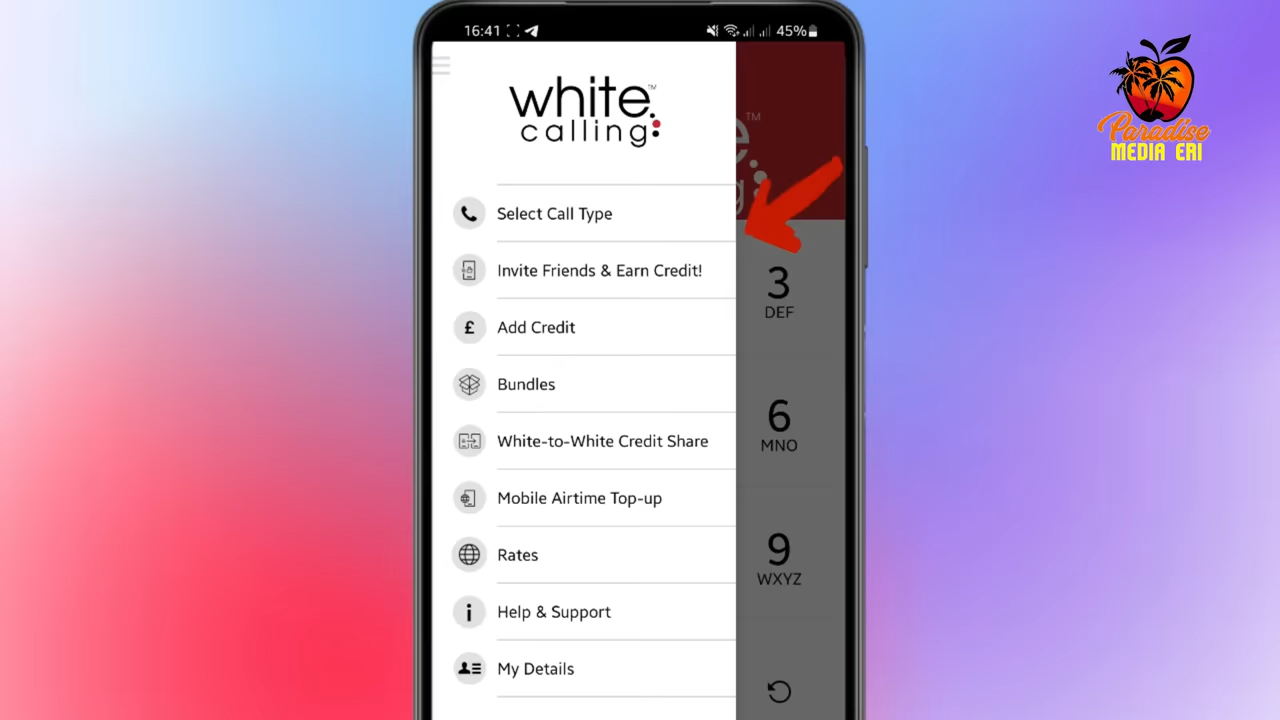 16:41
45%
white
calling
TM
Paradise
MEDIA ERI
Select Call Type
Invite Friends & Earn Credit!
3
DEF
£
Add Credit
Bundles
6
MNO
White-to-White Credit Share
Mobile Airtime Top-up
Rates
9
WXYZ
Help & Support
My Details